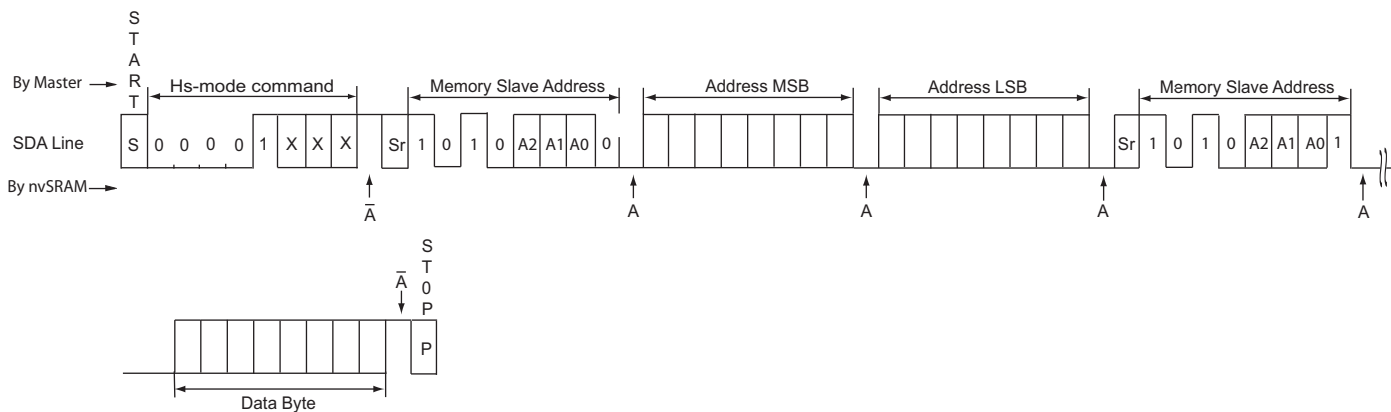 START
By Master
Hs-mode command
Memory Slave Address
Address MSB
Address LSB
Memory Slave Address
SDA Line
S 0 0 0 0 1 X X X Sr 1 0 1 0 A2 A1 A0 0 Sr 1 0 1 0 A2 A1 A0 1
By nvSRAM
A̅
A
A
A
A
ST0P
A̅
P
Data Byte